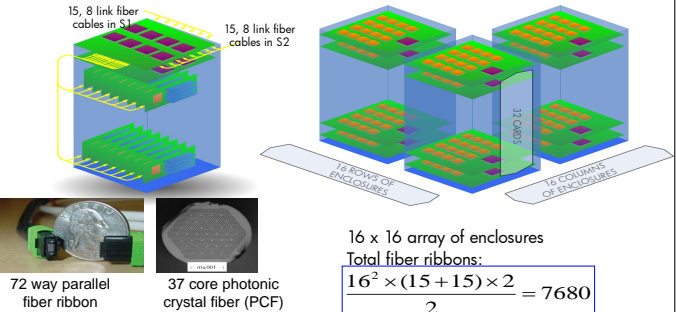 15, 8 link fiber
cables in S1
15, 8 link fiber
cables in S2
32 CARDS
16 ROWS OF
ENCLOSURES
16 COLUMNS
OF ENCLOSURES
72 way parallel
fiber ribbon
37 core photonic
crystal fiber (PCF)
16 x 16 array of enclosures
Total fiber ribbons:
16² × (15 + 15) × 2
2
= 7680